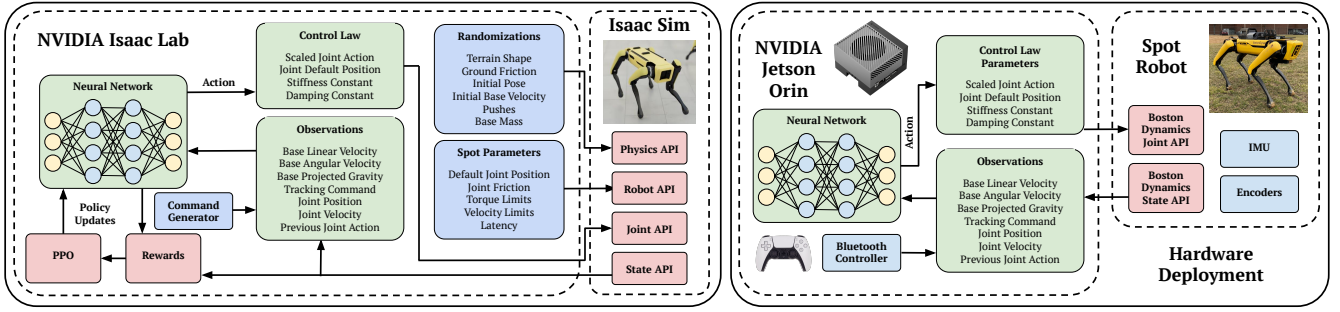 NVIDIA Isaac Lab
Neural Network
Action
Control Law
Scaled Joint Action
Joint Default Position
Stiffness Constant
Damping Constant
Observations
Base Linear Velocity
Base Angular Velocity
Base Projected Gravity
Tracking Command
Joint Position
Joint Velocity
Previous Joint Action
Command
Generator
Policy
Updates
PPO
Rewards
Randomizations
Terrain Shape
Ground Friction
Initial Pose
Initial Base Velocity
Pushes
Base Mass
Spot Parameters
Default Joint Position
Joint Friction
Torque Limits
Velocity Limits
Latency
Isaac Sim
Physics API
Robot API
Joint API
State API
NVIDIA
Jetson
Orin
Neural Network
Action
Control Law
Parameters
Scaled Joint Action
Joint Default Position
Stiffness Constant
Damping Constant
Observations
Base Linear Velocity
Base Angular Velocity
Base Projected Gravity
Tracking Command
Joint Position
Joint Velocity
Previous Joint Action
Bluetooth
Controller
Spot
Robot
Boston
Dynamics
Joint API
Boston
Dynamics
State API
IMU
Encoders
Hardware
Deployment